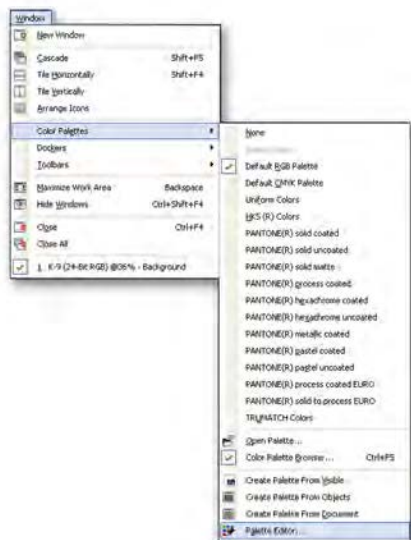 Window
New Window
Cascade Shift+F5
Tile Horizontally Shift+F4
Tile Vertically
Arrange Icons
Color Palettes
Dockers
Toolbars
Maximize Work Area Backspace
Hide Windows Ctrl+Shift+F4
Close Ctrl+F4
Close All
1. K-9 (24-Bit RGB) @06% - Background
None
Default RGB Palette
Default CMYK Palette
Uniform Colors
HKS (R) Colors
PANTONE(R) solid coated
PANTONE(R) solid uncoated
PANTONE(R) solid matte
PANTONE(R) process coated
PANTONE(R) hexachrome coated
PANTONE(R) hexachrome uncoated
PANTONE(R) metallic coated
PANTONE(R) pastel coated
PANTONE(R) pastel uncoated
PANTONE(R) process coated EURO
PANTONE(R) solid to process EURO
TRUMATCH Colors
Open Palette...
Color Palette Browser... Ctrl+F5
Create Palette From Visible
Create Palette From Objects
Create Palette From Document
Palette Editor...